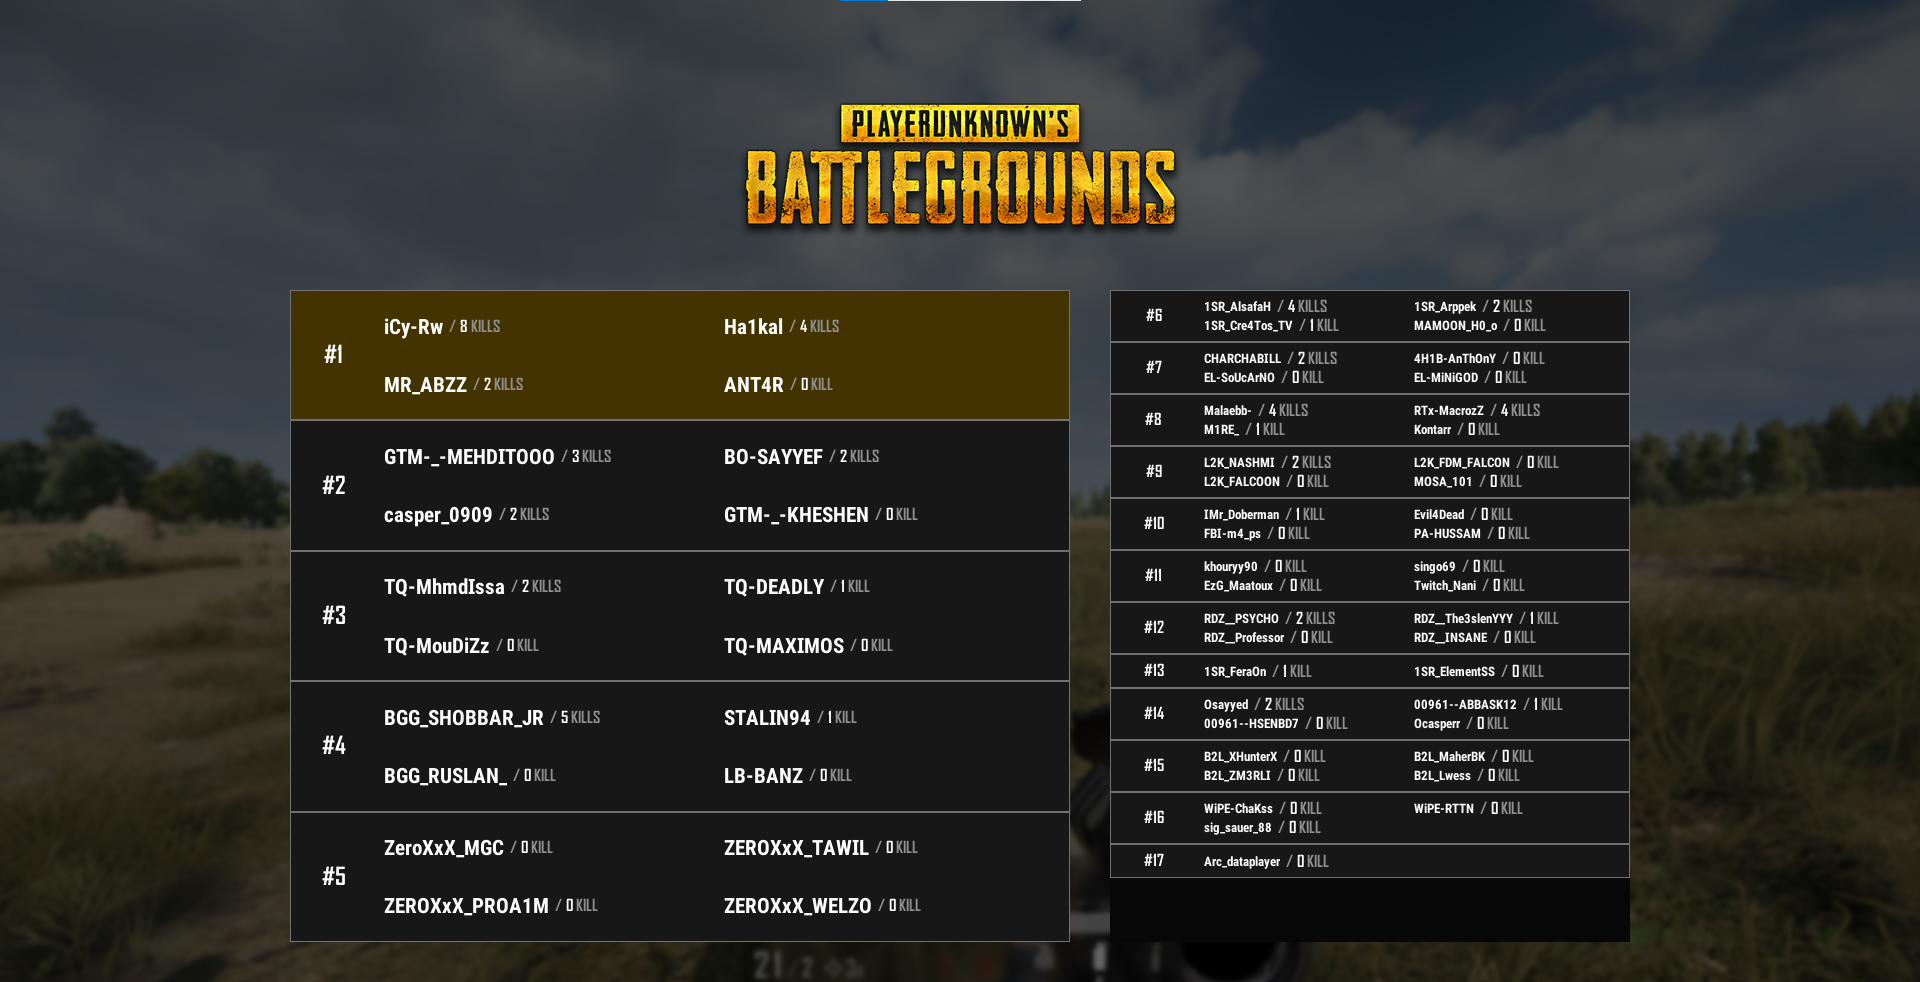 PLAYERUNKNOWN'S
BATTLEGROUNDS
#1
iCy-Rw / 8 KILLS
Ha1kal / 4 KILLS
MR_ABZZ / 2 KILLS
ANT4R / 0 KILL
#2
GTM-_-MEHDITOOO / 3 KILLS
BO-SAYYEF / 2 KILLS
casper_0909 / 2 KILLS
GTM-_-KHESHEN / 0 KILL
#3
TQ-MhmdIssa / 2 KILLS
TQ-DEADLY / 1 KILL
TQ-MouDiZz / 0 KILL
TQ-MAXIMOS / 0 KILL
#4
BGG_SHOBBAR_JR / 5 KILLS
STALIN94 / 1 KILL
BGG_RUSLAN_ / 0 KILL
LB-BANZ / 0 KILL
#5
ZeroXxX_MGC / 0 KILL
ZEROXxX_TAWIL / 0 KILL
ZEROXxX_PROA1M / 0 KILL
ZEROXxX_WELZO / 0 KILL
#6
1SR_AlsafaH / 4 KILLS
1SR_Arppek / 2 KILLS
1SR_Cre4Tos_TV / 1 KILL
MAMOON_H0_o / 0 KILL
#7
CHARCHABILL / 2 KILLS
4H1B-AnThOnY / 0 KILL
EL-SoUcArNO / 0 KILL
EL-MiNiGOD / 0 KILL
#8
Malaebb- / 4 KILLS
RTx-MacrozZ / 4 KILLS
M1RE_ / 1 KILL
Kontarr / 0 KILL
#9
L2K_NASHMI / 2 KILLS
L2K_FDM_FALCON / 0 KILL
L2K_FALCOON / 0 KILL
MOSA_101 / 0 KILL
#10
IMr_Doberman / 1 KILL
Evil4Dead / 0 KILL
FBI-m4_ps / 0 KILL
PA-HUSSAM / 0 KILL
#11
khouryy90 / 0 KILL
singo69 / 0 KILL
EzG_Maatoux / 0 KILL
Twitch_Nani / 0 KILL
#12
RDZ__PSYCHO / 2 KILLS
RDZ__The3slenYYY / 1 KILL
RDZ__Professor / 0 KILL
RDZ__INSANE / 0 KILL
#13
1SR_FeraOn / 1 KILL
1SR_ElementSS / 0 KILL
#14
Osayyed / 2 KILLS
00961--ABBASK12 / 1 KILL
00961--HSENBD7 / 0 KILL
Ocasperr / 0 KILL
#15
B2L_XHunterX / 0 KILL
B2L_MaherBK / 0 KILL
B2L_ZM3RLI / 0 KILL
B2L_Lwess / 0 KILL
#16
WiPE-ChaKss / 0 KILL
WiPE-RTTN / 0 KILL
sig_sauer_88 / 0 KILL
#17
Arc_dataplayer / 0 KILL
21 / 2